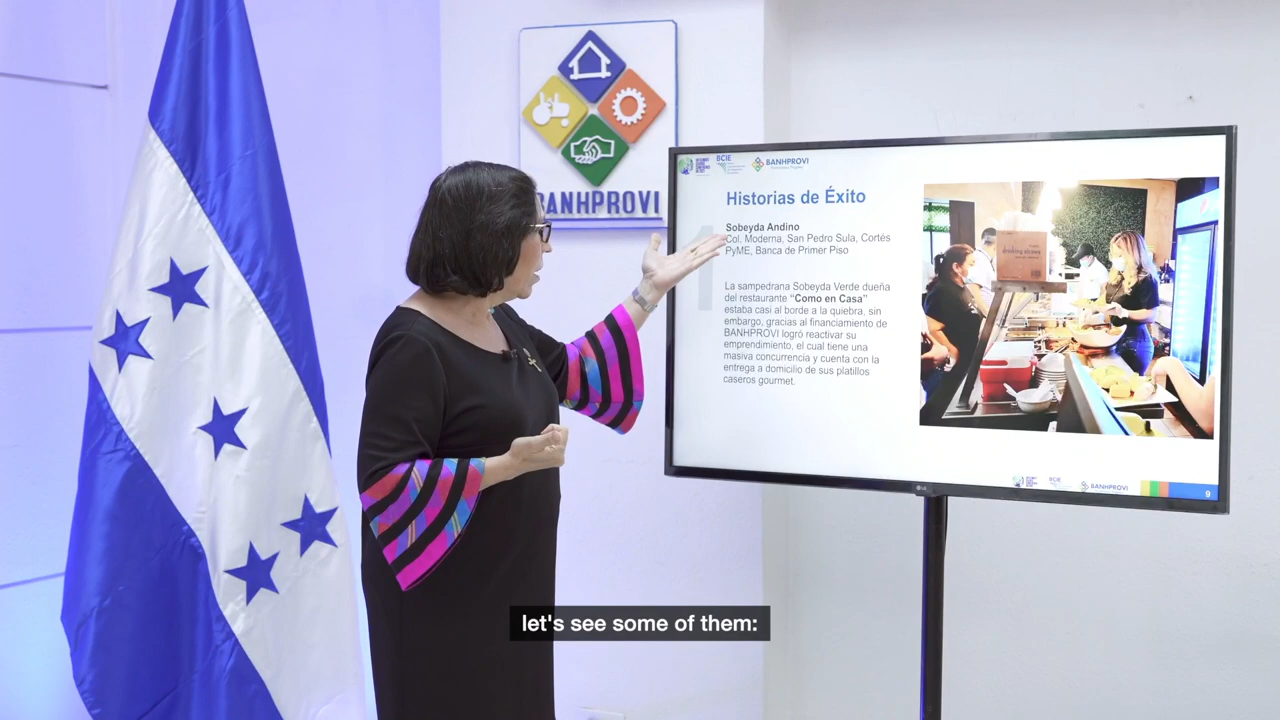 BANHPROVI
BCIE
BANHPROVI
Historias de Éxito
Sobeyda Andino
Col. Moderna, San Pedro Sula, Cortés
PyME, Banca de Primer Piso
La sampedrana Sobeyda Verde dueña
del restaurante “Como en Casa”
estaba casi al borde a la quiebra, sin
embargo, gracias al financiamiento de
BANHPROVI logró reactivar su
emprendimiento, el cual tiene una
masiva concurrencia y cuenta con la
entrega a domicilio de sus platillos
caseros gourmet.
BCIE
BANHPROVI
9
LG
let's see some of them: